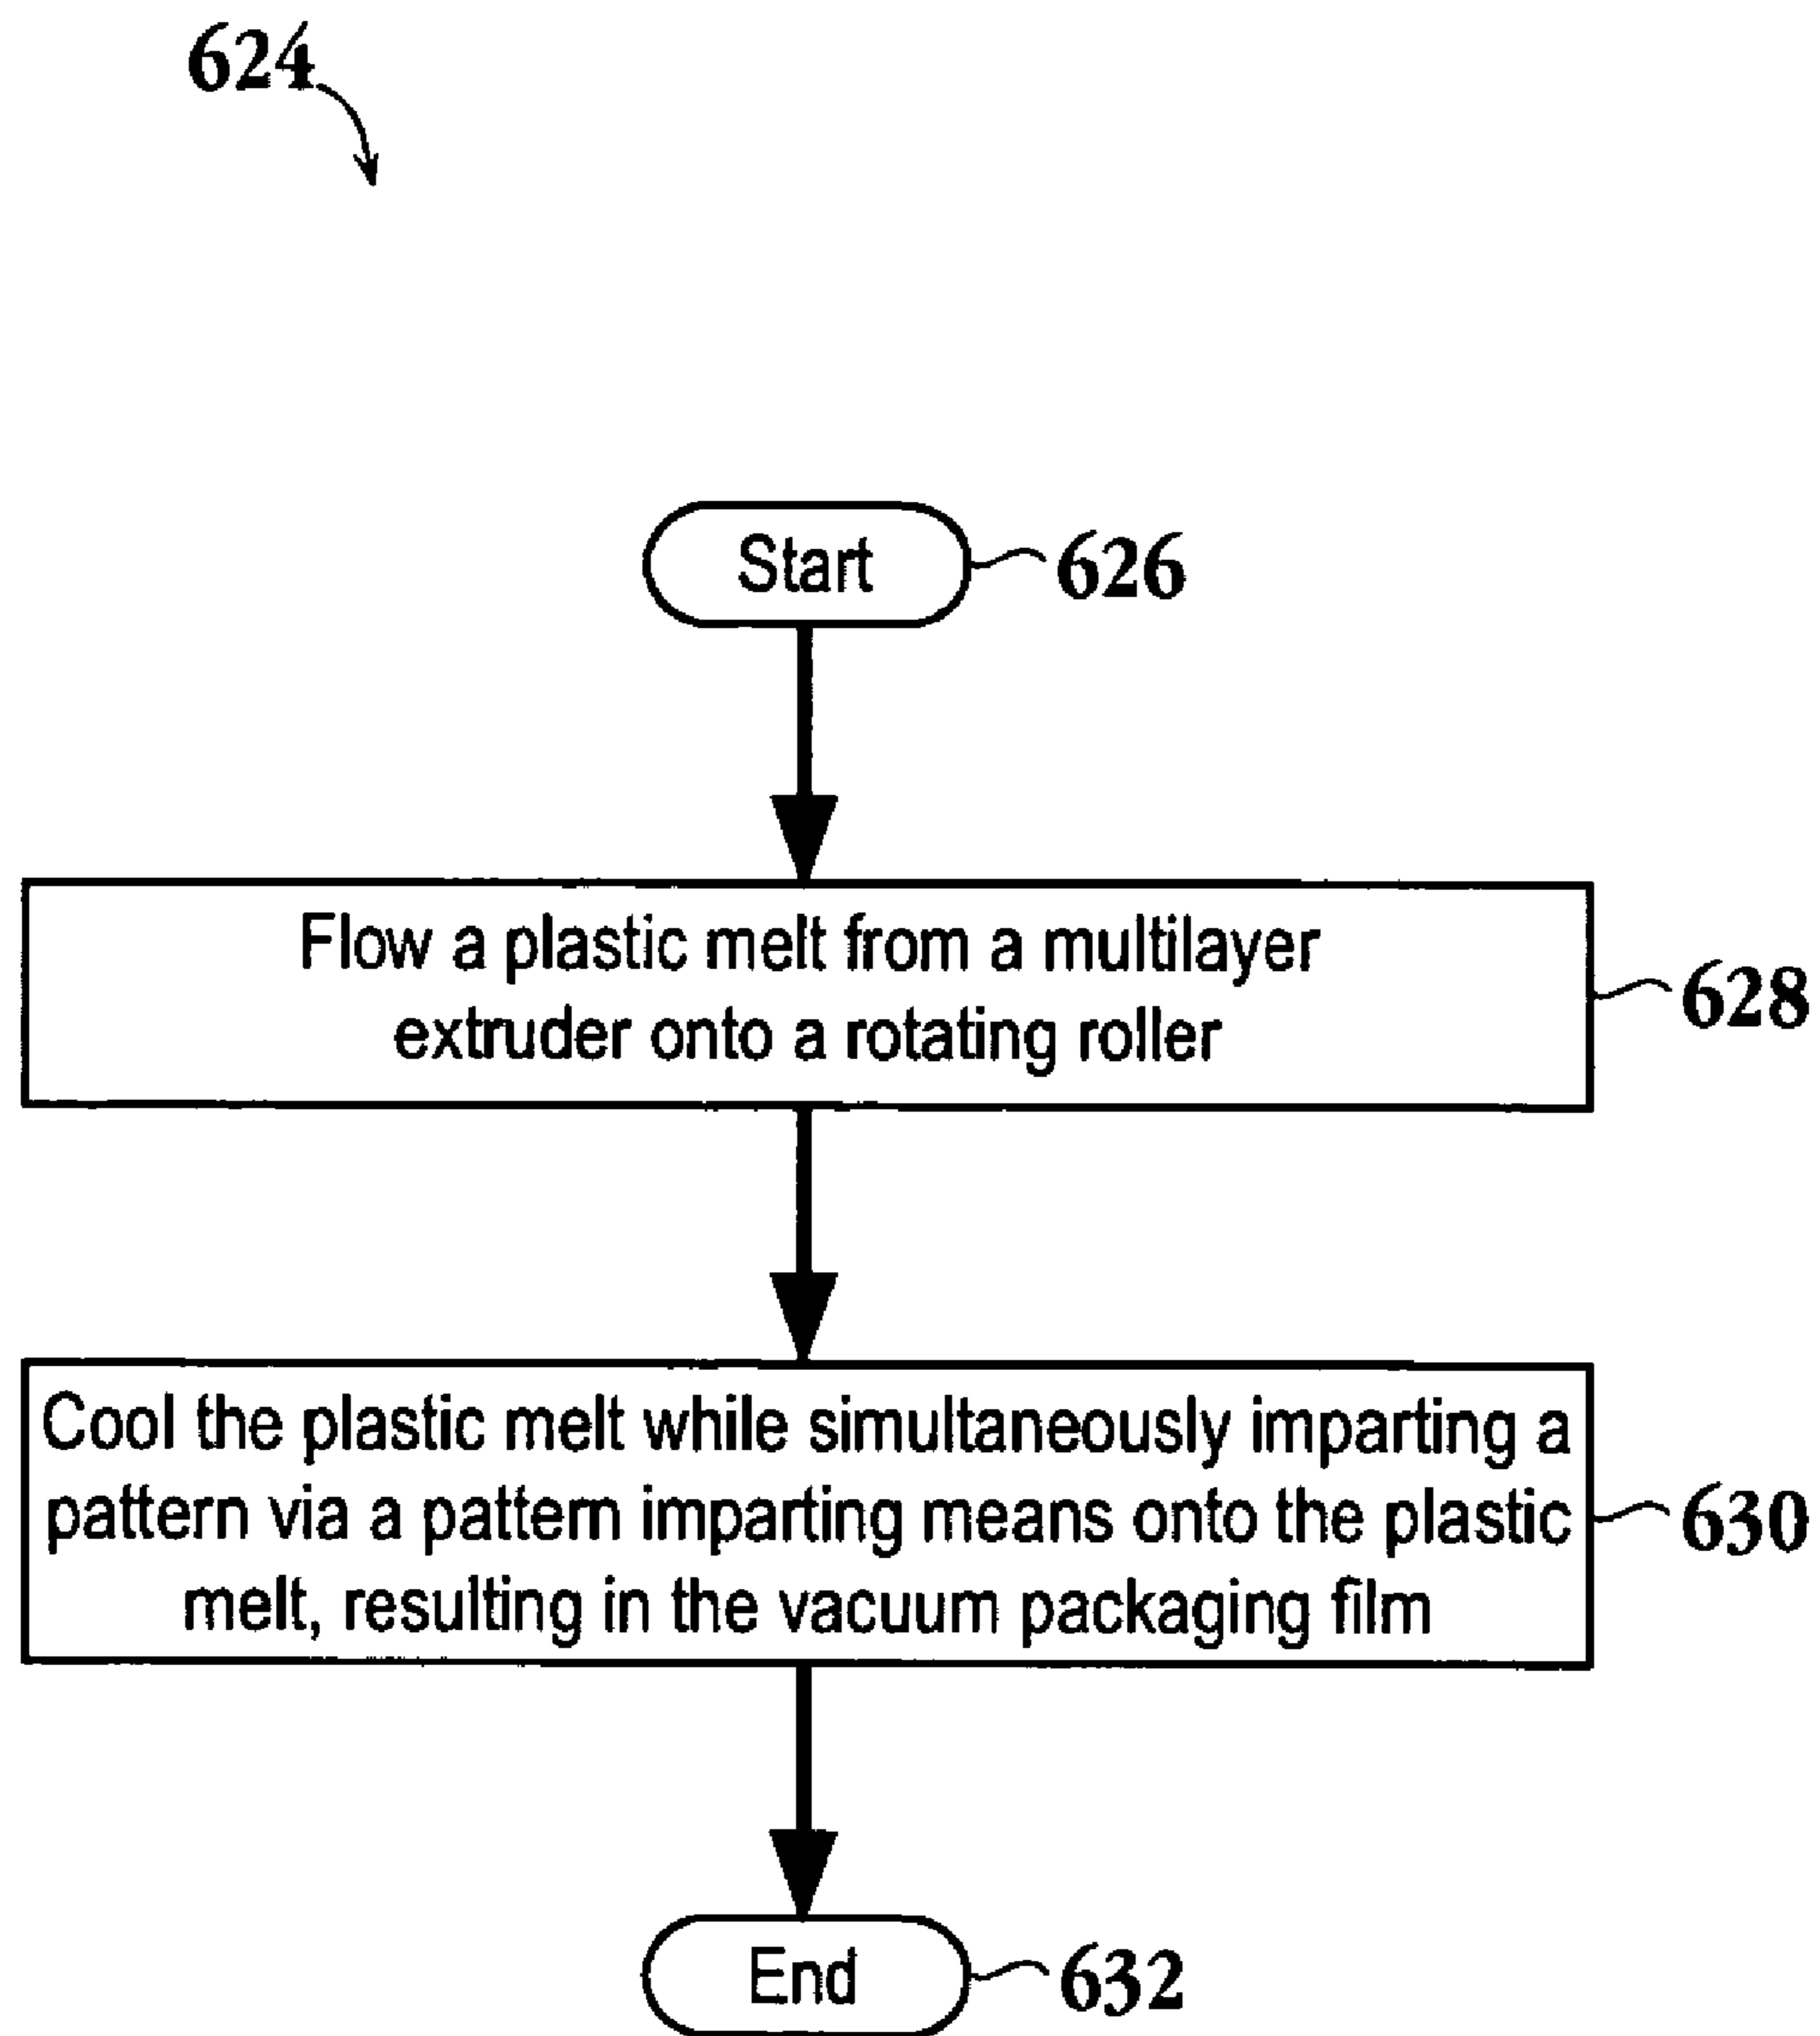 624
Start
626
Flow a plastic melt from a multilayer
extruder onto a rotating roller
628
Cool the plastic melt while simultaneously imparting a
pattern via a pattern imparting means onto the plastic
melt, resulting in the vacuum packaging film
630
End
632